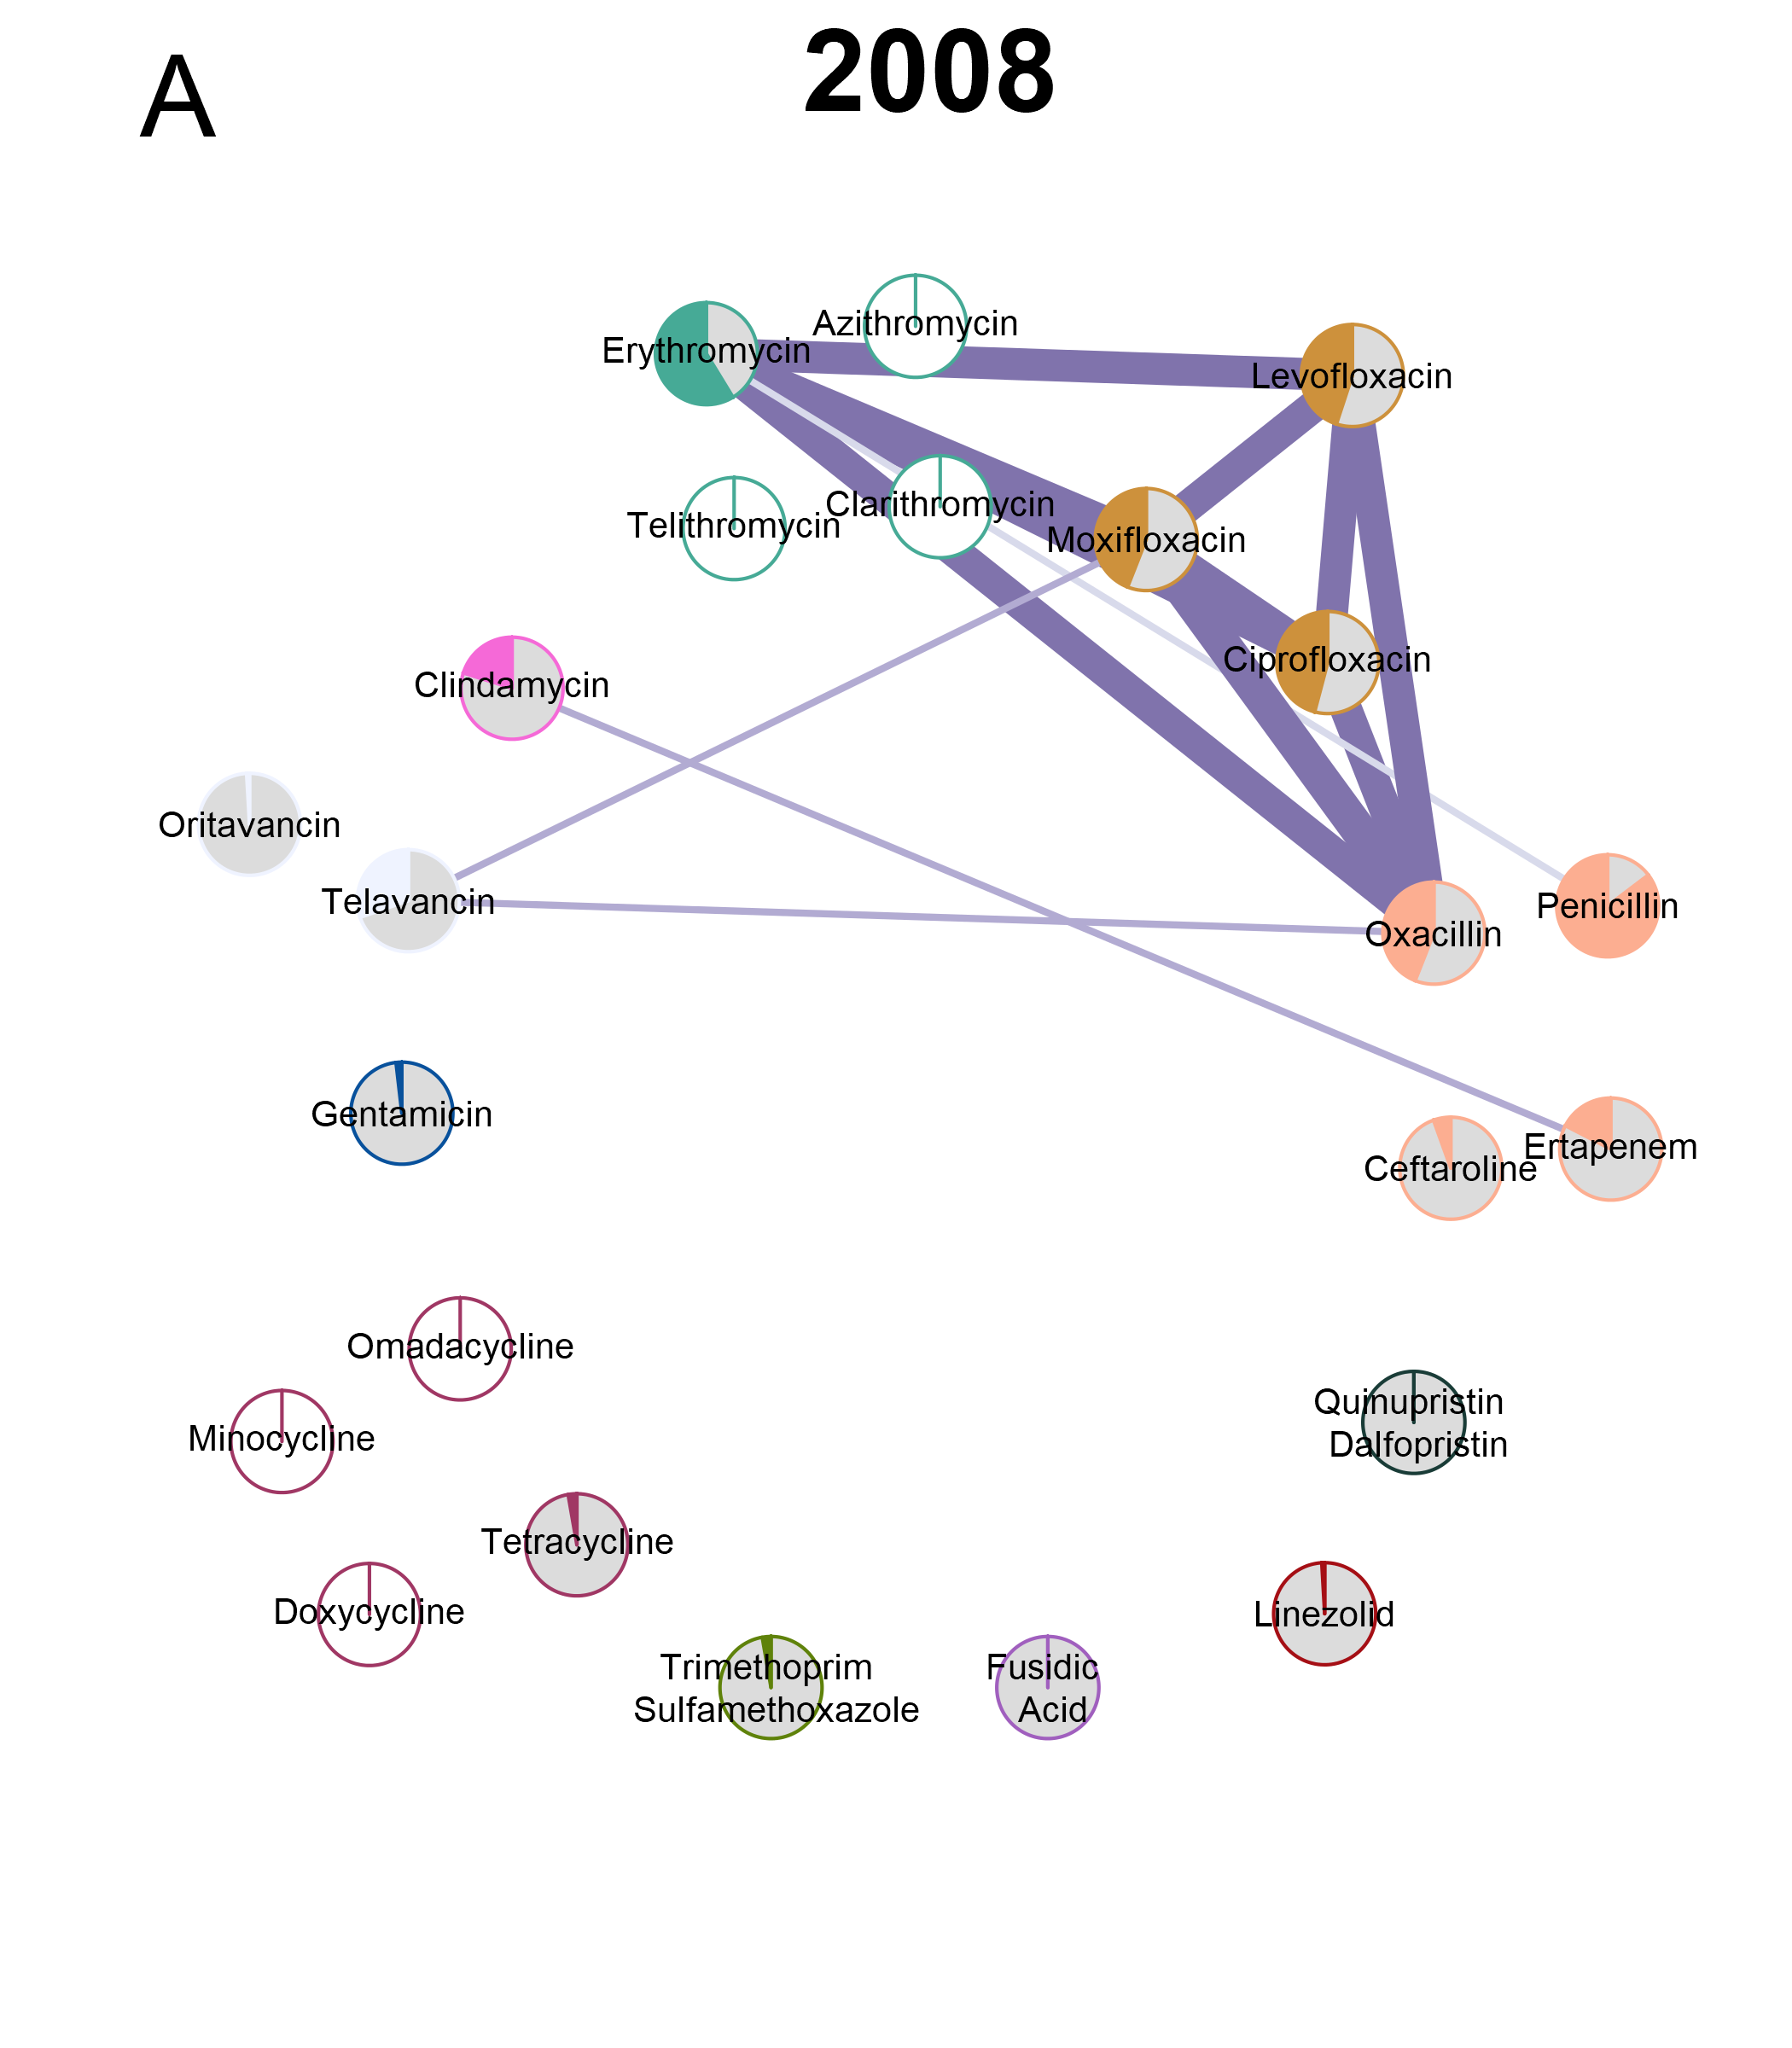 A
2008
Azithromycin
Erythromycin
Levofloxacin
Clarithromycin
Telithromycin
Moxifloxacin
Ciprofloxacin
Clindamycin
Oritavancin
Telavancin
Penicillin
Oxacillin
Gentamicin
Ertapenem
Ceftaroline
Omadacycline
Quinupristin
Dalfopristin
Minocycline
Tetracycline
Doxycycline
Linezolid
Trimethoprim
Sulfamethoxazole
Fusidic
Acid